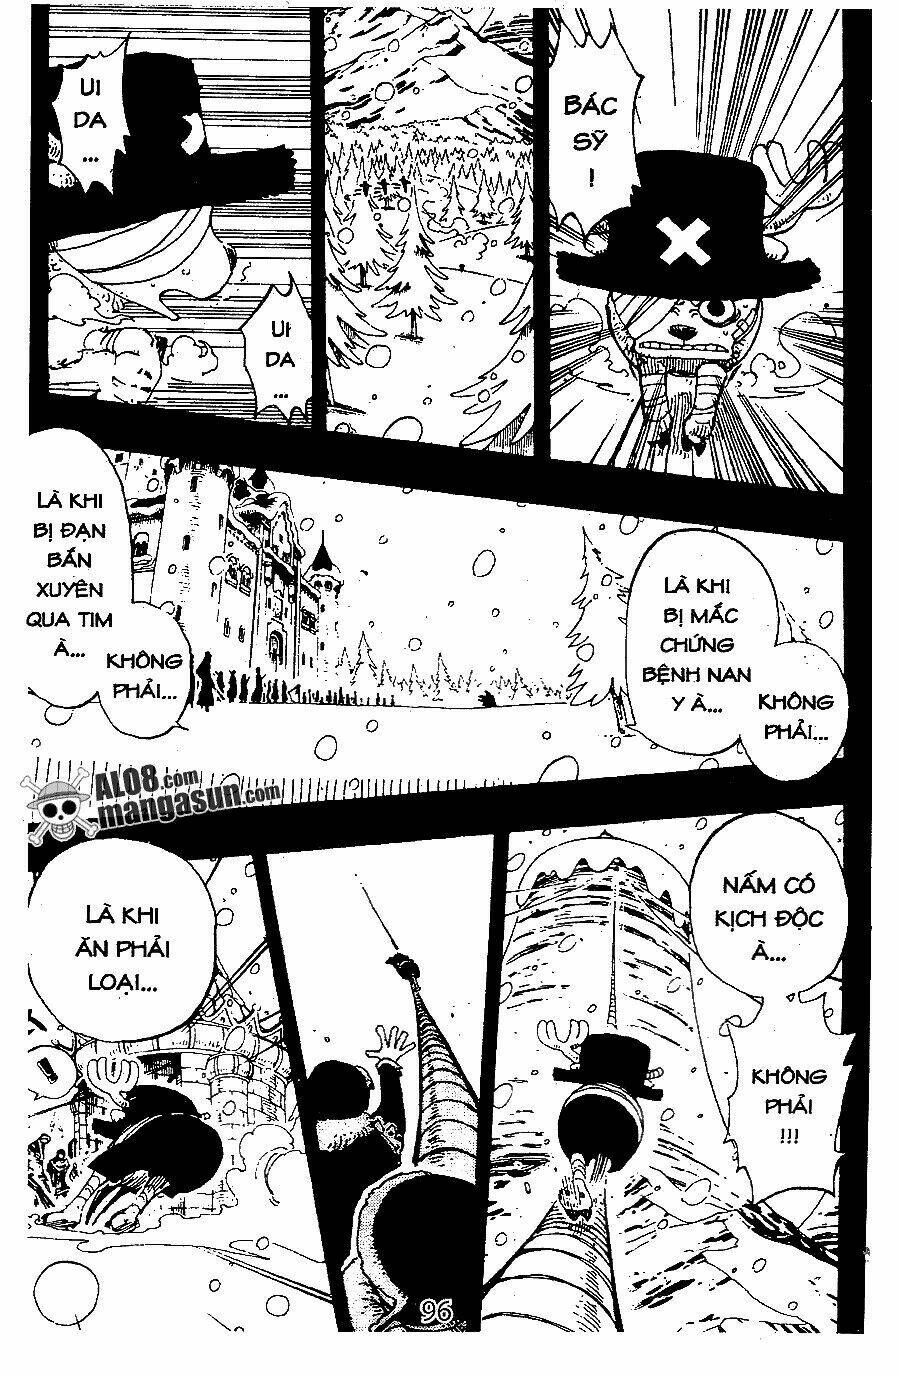 BÁC
SỸ
!
UI
DA
...
UI
DA
...
LÀ KHI
BỊ MẮC
CHỨNG
BỆNH NAN
Y À...
KHÔNG
PHẢI...
LÀ KHI
BỊ ĐẠN
BẮN
XUYÊN
QUA TIM
À...
KHÔNG
PHẢI...
AL08.com
mangasun.com
NẤM CÓ
KỊCH ĐỘC
À...
KHÔNG
PHẢI
!!!
LÀ KHI
ĂN PHẢI
LOẠI...
!
96